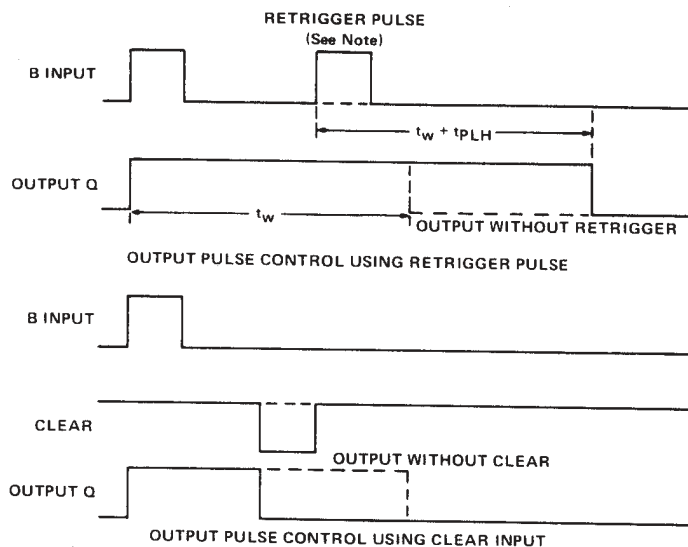 RETRIGGER PULSE
(See Note)
B INPUT
tw + tPLH
OUTPUT Q
tw
OUTPUT WITHOUT RETRIGGER
OUTPUT PULSE CONTROL USING RETRIGGER PULSE
B INPUT
CLEAR
OUTPUT WITHOUT CLEAR
OUTPUT Q
OUTPUT PULSE CONTROL USING CLEAR INPUT